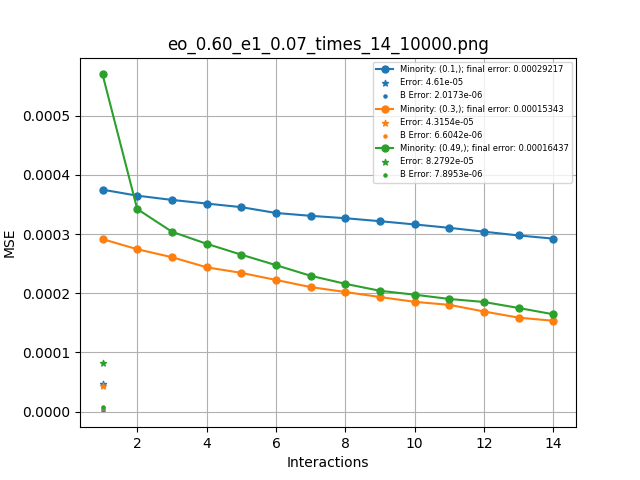 eo_0.60_e1_0.07_times_14_10000.png
Minority: (0.1,); final error: 0.00029217
Error: 4.61e-05
B Error: 2.0173e-06
Minority: (0.3,); final error: 0.00015343
Error: 4.3154e-05
B Error: 6.6042e-06
Minority: (0.49,); final error: 0.00016437
Error: 8.2792e-05
B Error: 7.8953e-06
0.0005
0.0004
0.0003
0.0002
0.0001
0.0000
MSE
2 4 6 8 10 12 14
Interactions